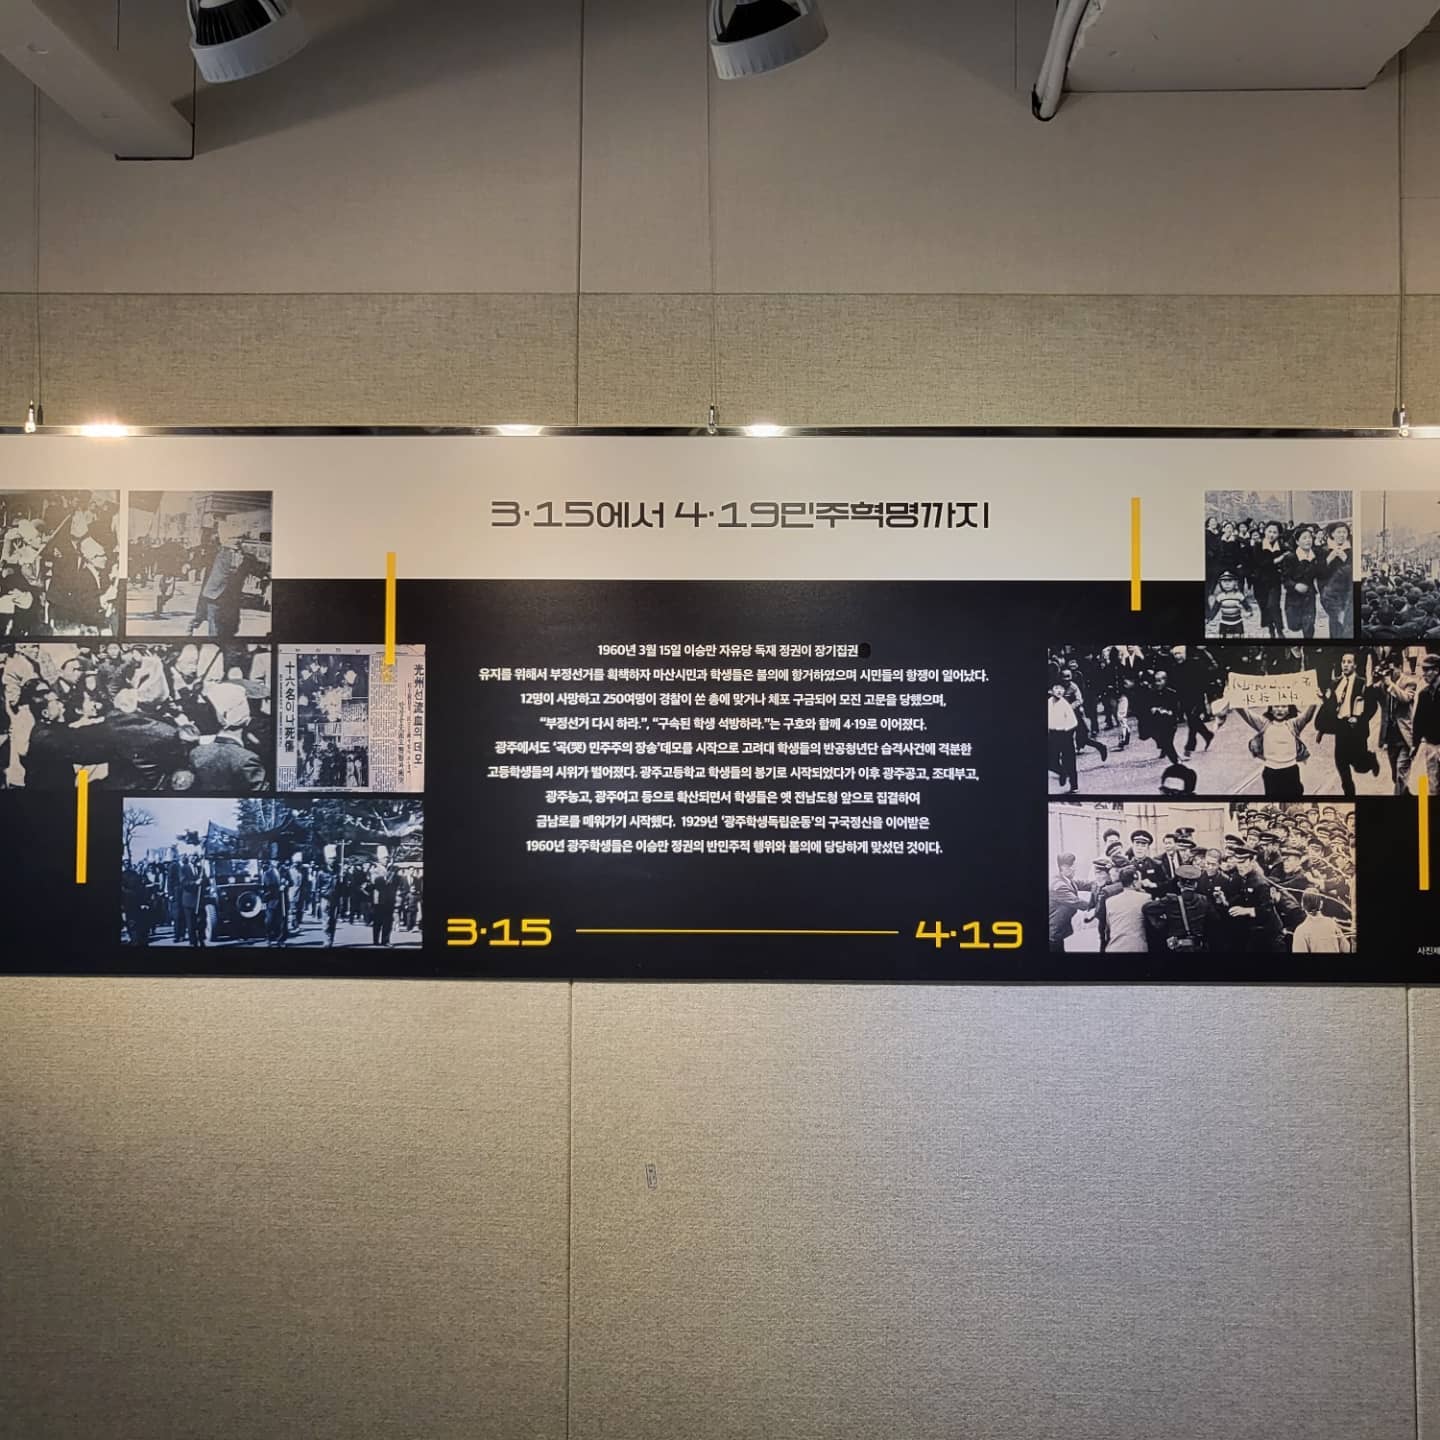 3·15에서 4·19민주혁명까지
十六名이나 死傷
光州선 流血의 데모
1960년 3월 15일 이승만 자유당 독재 정권이 장기집권
유지를 위해서 부정선거를 획책하자 마산시민과 학생들은 불의에 항거하였으며 시민들의 항쟁이 일어났다.
12명이 사망하고 250여명이 경찰이 쏜 총에 맞거나 체포 구금되어 모진 고문을 당했으며,
“부정선거 다시 하라.”, “구속된 학생 석방하라.”는 구호와 함께 4·19로 이어졌다.
광주에서도 ‘곡(哭) 민주주의 장송’데모를 시작으로 고려대 학생들의 반공청년단 습격사건에 격분한
고등학생들의 시위가 벌어졌다. 광주고등학교 학생들의 봉기로 시작되었다가 이후 광주공고, 조대부고,
광주농고, 광주여고 등으로 확산되면서 학생들은 옛 전남도청 앞으로 집결하여
금남로를 메워가기 시작했다. 1929년 ‘광주학생독립운동’의 구국정신을 이어받은
1960년 광주학생들은 이승만 정권의 반민주적 행위와 불의에 당당하게 맞섰던 것이다.
3·15
4·19
사진제